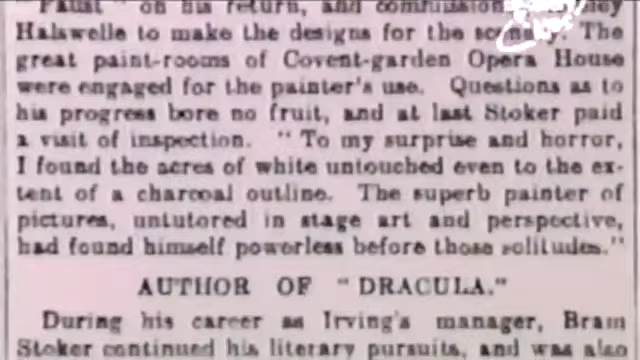 Faust" on his return, and
Halswelle to make the designs for the scenery. The
great paint-rooms of Covent-garden Opera House
were engaged for the painter's use. Questions as to
his progress bore no fruit, and at last Stoker paid
a visit of inspection. "To my surprise and horror,
I found the acres of white untouched even to the ex-
tent of a charcoal outline. The superb painter of
pictures, untutored in stage art and perspective,
had found himself powerless before those solitudes."
AUTHOR OF "DRACULA."
During his career as Irving's manager, Bram
Stoker continued his literary pursuits, and was also